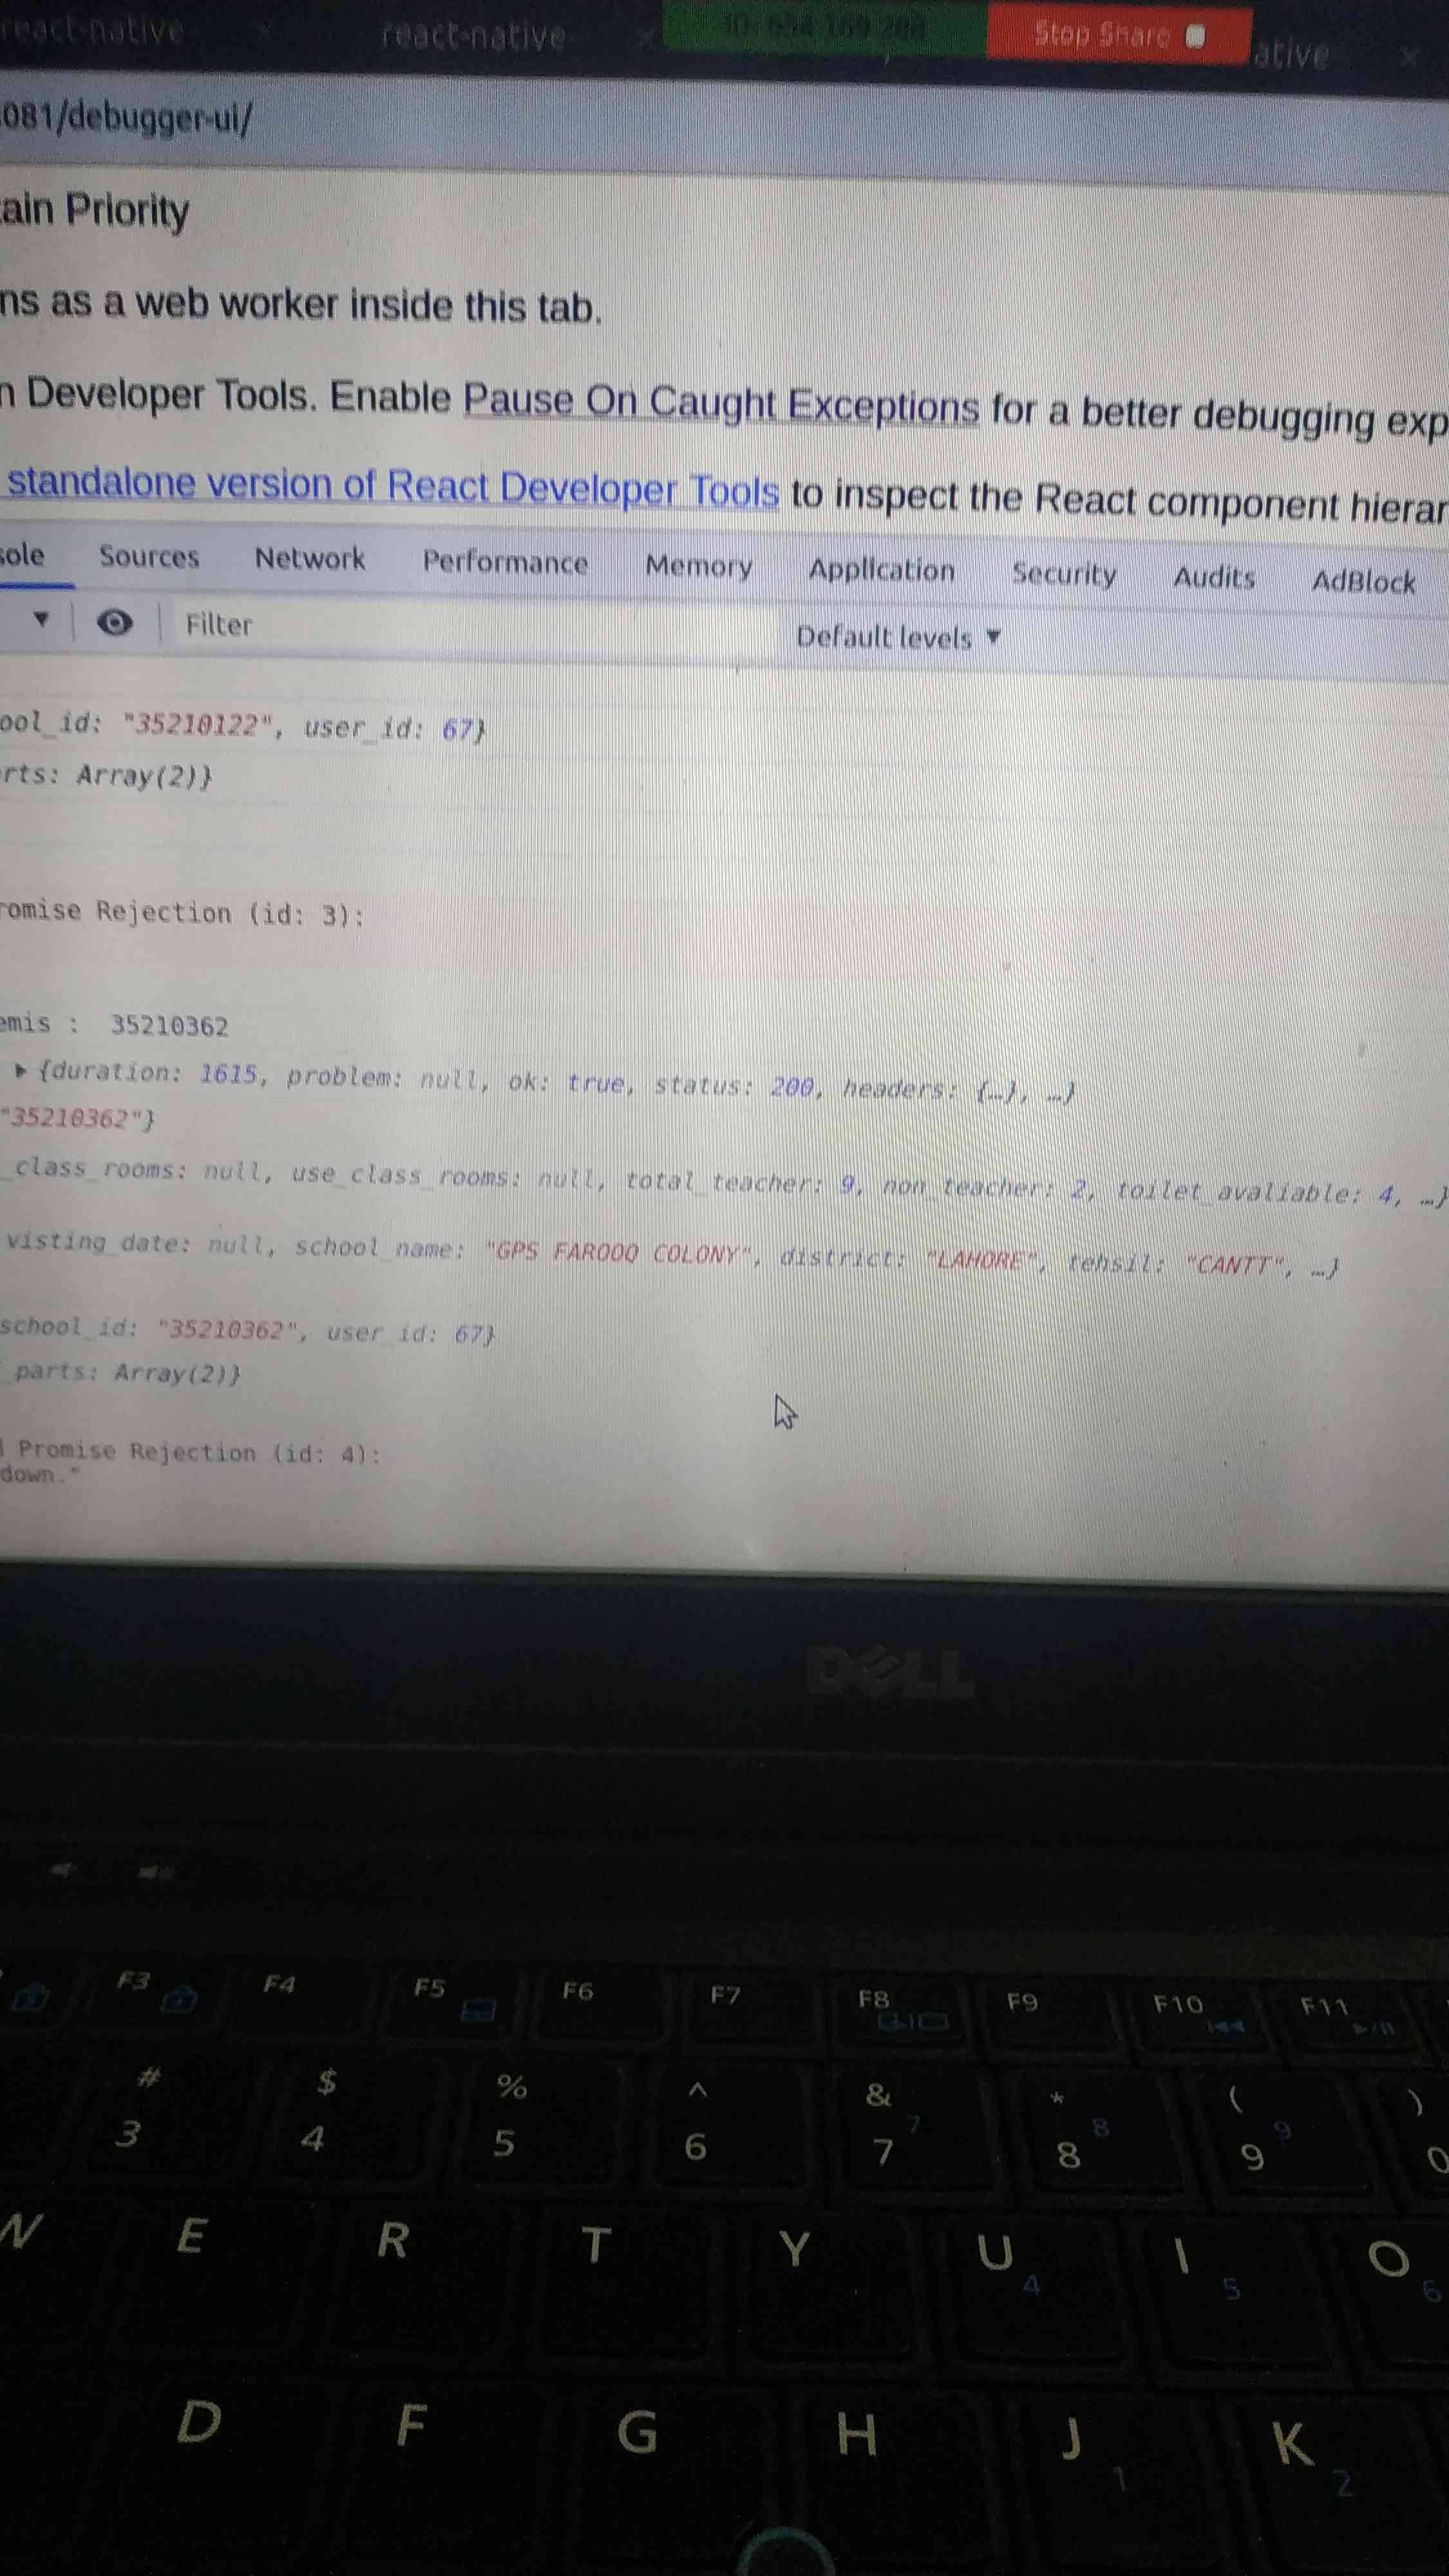 react-native
react-native
Stop Share
ative
081/debugger-ui/
ain Priority
ns as a web worker inside this tab.
n Developer Tools. Enable Pause On Caught Exceptions for a better debugging exp
standalone version of React Developer Tools to inspect the React component hierar
sole Sources Network Performance Memory Application Security Audits AdBlock
Filter Default levels ▼
ool_id: "35210122", user_id: 67}
rts: Array(2)}
romise Rejection (id: 3):
emis : 35210362
▶{duration: 1615, problem: null, ok: true, status: 200, headers: {…}, …}
"35210362"}
_class_rooms: null, use_class_rooms: null, total_teacher: 9, non_teacher: 2, toilet_avaliable: 4, …}
visting_date: null, school_name: "GPS FAROOQ COLONY", district: "LAHORE", tehsil: "CANTT", …}
school_id: "35210362", user_id: 67}
parts: Array(2)}
Promise Rejection (id: 4):
down."
DELL
F3 F4 F5 F6 F7 F8 F9 F10 F11
# $ % ^ & * ( )
3 4 5 6 7 7 8 8 9 9 0
W E R T Y U 4 I 5 O 6
D F G H J 1 K 2